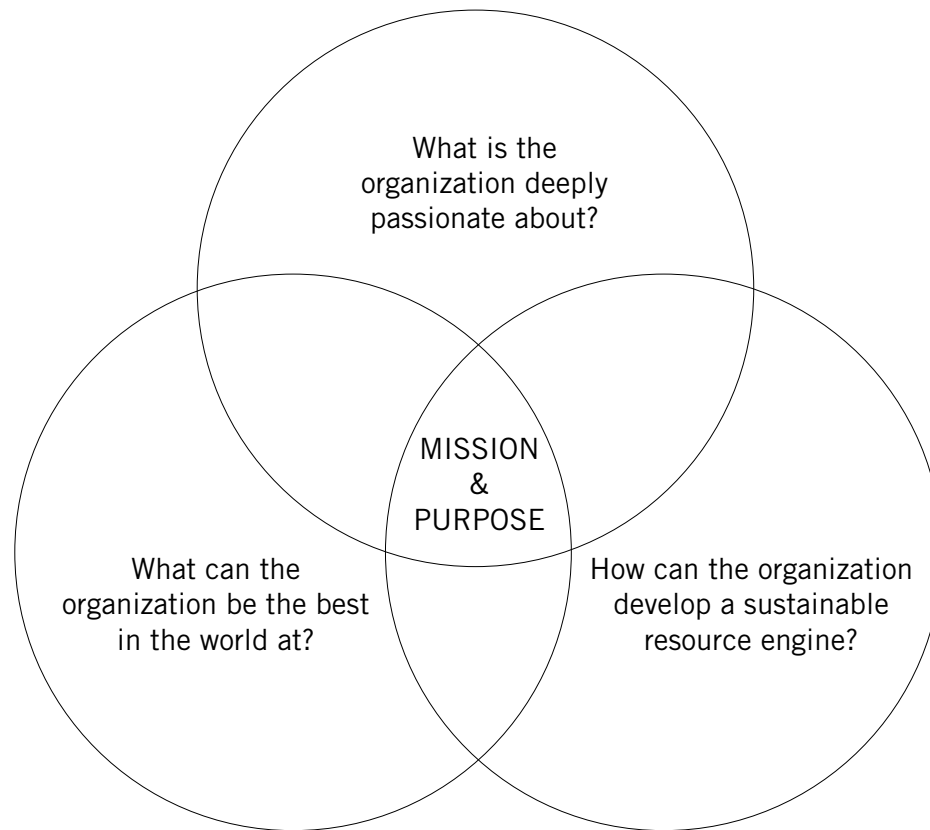 What is the
organization deeply
passionate about?
MISSION
&
PURPOSE
What can the
organization be the best
in the world at?
How can the organization
develop a sustainable
resource engine?